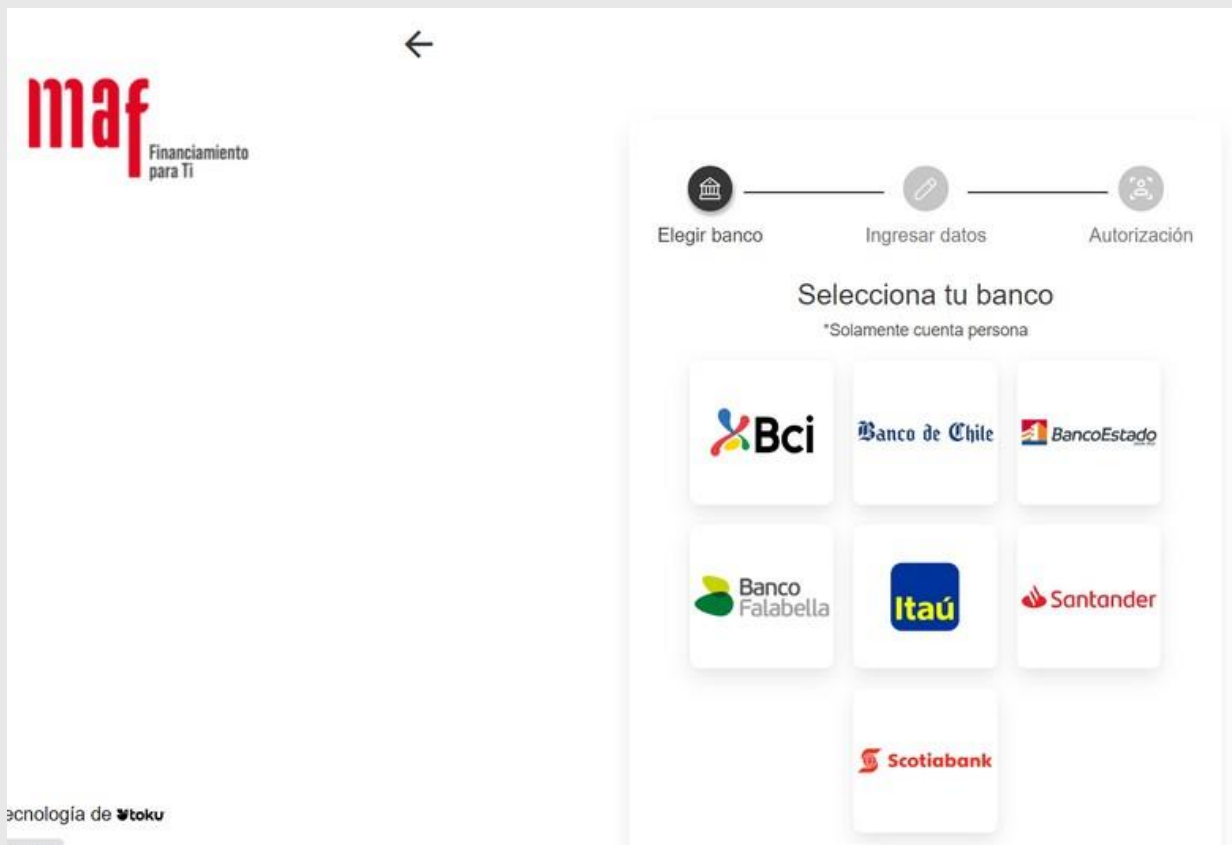 maf
Financiamiento
para Ti
Elegir banco
Ingresar datos
Autorización
Selecciona tu banco
*Solamente cuenta persona
Bci
Banco de Chile
BancoEstado
Banco
Falabella
Itaú
Santander
Scotiabank
ecnología de toku